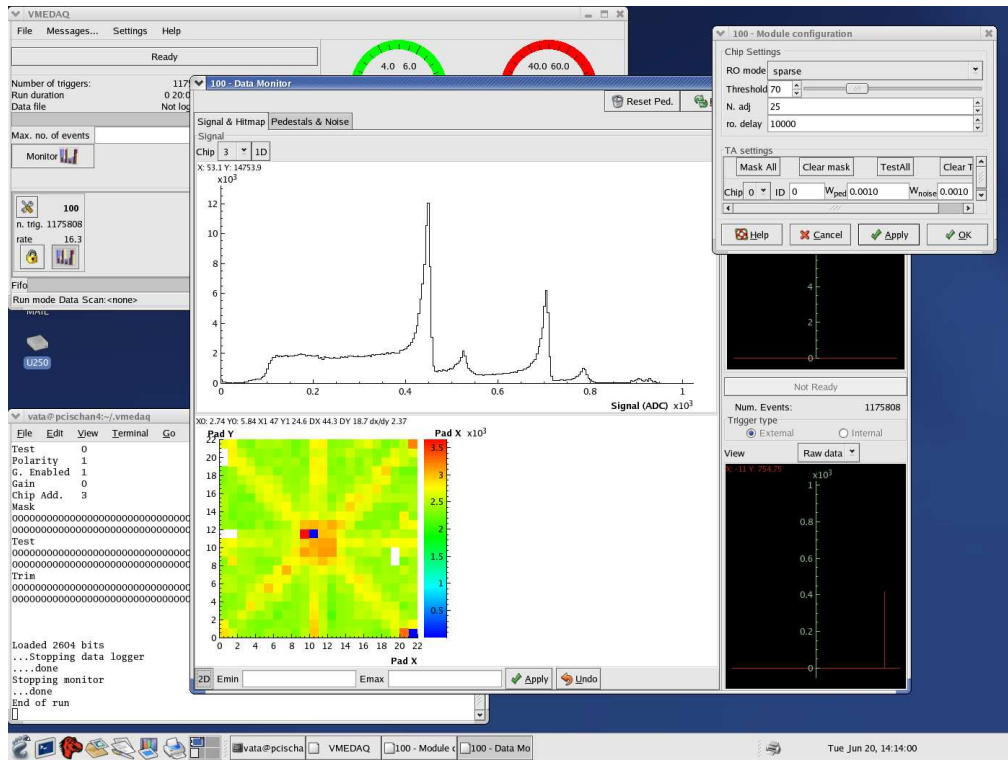 VMEDAQ
File Messages... Settings Help
Ready
Number of triggers: 1175
Run duration 0 20:0
Data file Not log
Max. no. of events
Monitor
4.0 6.0
40.0 60.0
100
n. trig. 1175808
rate 16.3
Fifo
Run mode Data Scan:<none>
U250
100 - Data Monitor
Reset Ped.
Signal & Hitmap Pedestals & Noise
Signal
Chip 3 1D
X: 53.1 Y: 14753.9
x10³
12
10
8
6
4
2
0
0 0.2 0.4 0.6 0.8 1
Signal (ADC) x10³
X0: 2.74 Y0: 5.84 X1 47 Y1 24.6 DX 44.3 DY 18.7 dx/dy 2.37
Pad Y
Pad X x10³
22
20
18
16
14
12
10
8
6
4
2
0
0 2 4 6 8 10 12 14 16 18 20 22
Pad X
3.5
3
2.5
2
1.5
1
0.5
2D Emin Emax Apply Undo
100 - Module configuration
Chip Settings
RO mode sparse
Threshold 70
N. adj 25
ro. delay 10000
TA settings
Mask All Clear mask TestAll Clear T
Chip 0 ID 0 Wped 0.0010 Wnoise 0.0010
Help Cancel Apply OK
4
2
0
Not Ready
Num. Events: 1175808
Trigger type
External Internal
View Raw data
X: -11 Y: 754.75
x10³
1
0.8
0.6
0.4
0.2
0
vata@pcischan4:~/.vmedaq
File Edit View Terminal Go
Test 0
Polarity 1
G. Enabled 1
Gain 0
Chip Add. 3
Mask
Test
Trim
Loaded 2604 bits
...Stopping data logger
....done
Stopping monitor
...done
End of run
vata@pcischa VMEDAQ 100 - Module c 100 - Data Mo
Tue Jun 20, 14:14:00